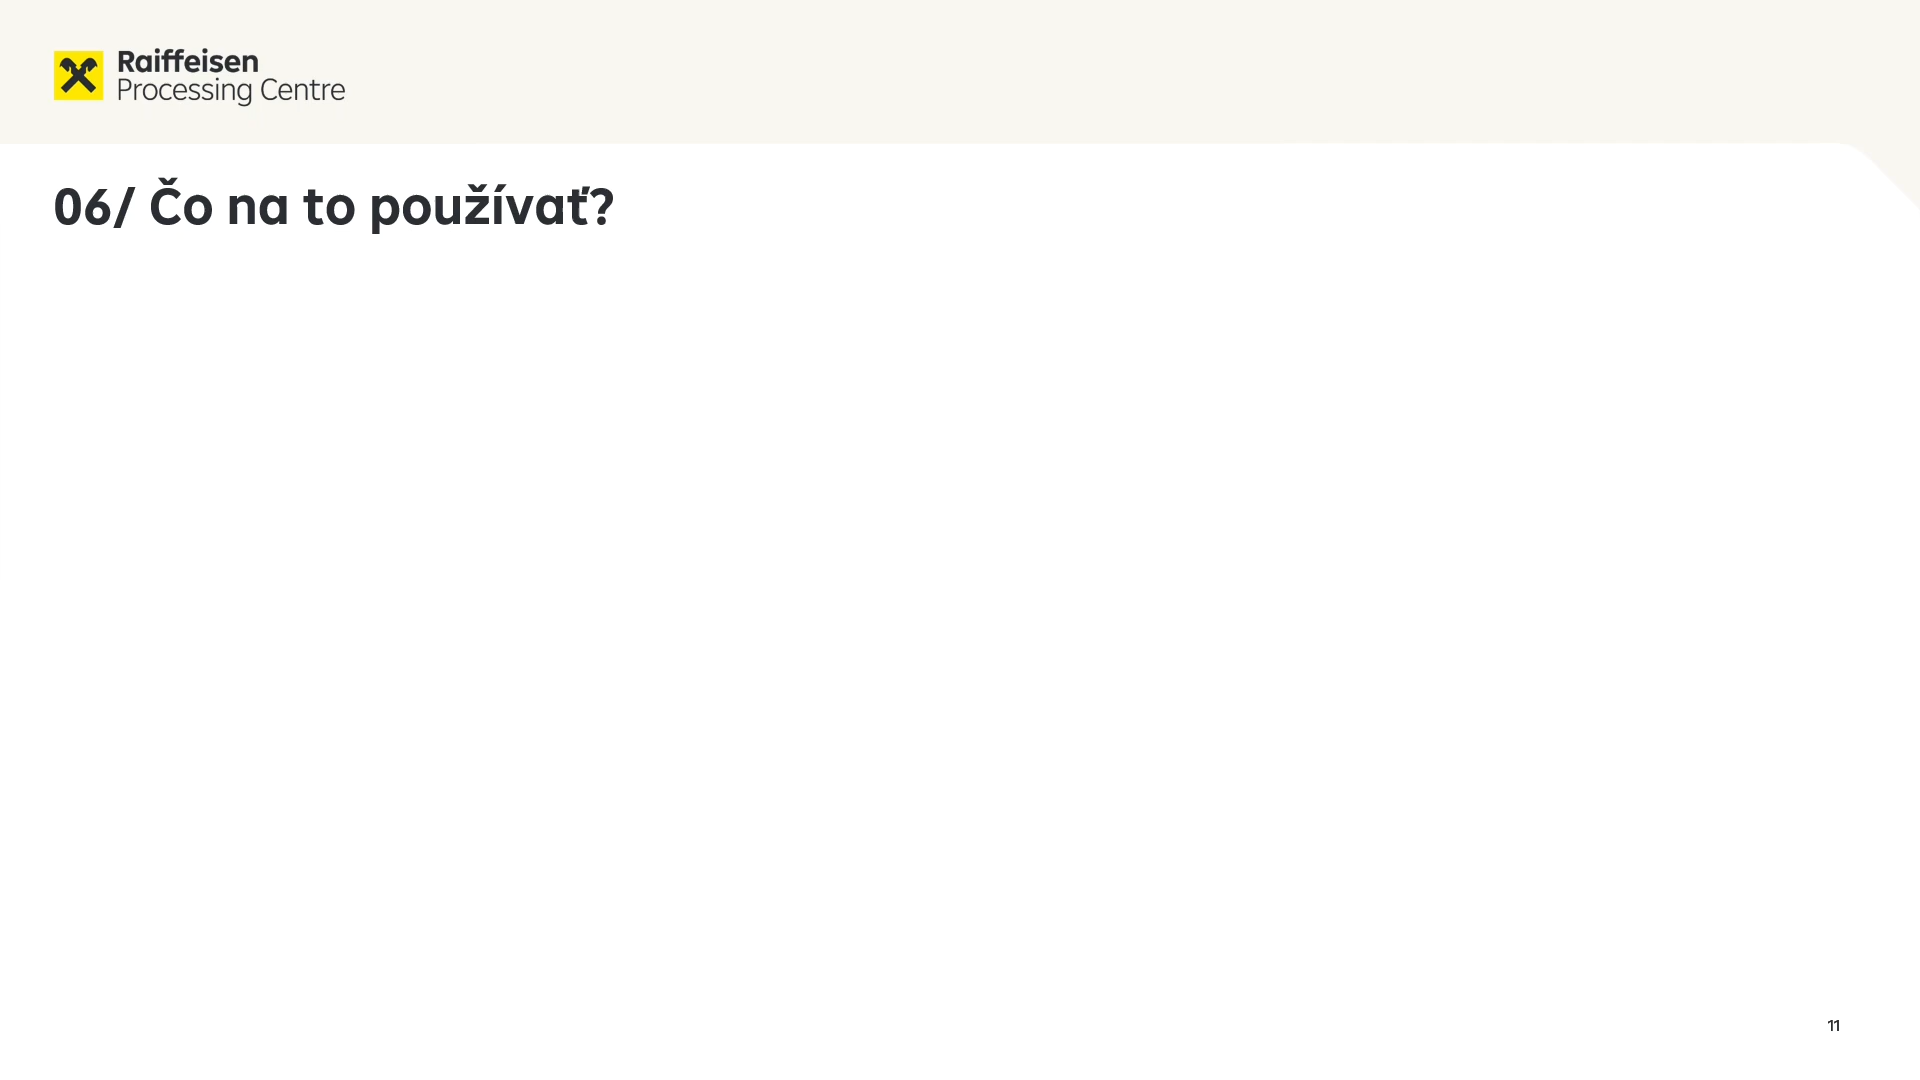 Raiffeisen
Processing Centre
06/ Čo na to používať?
11